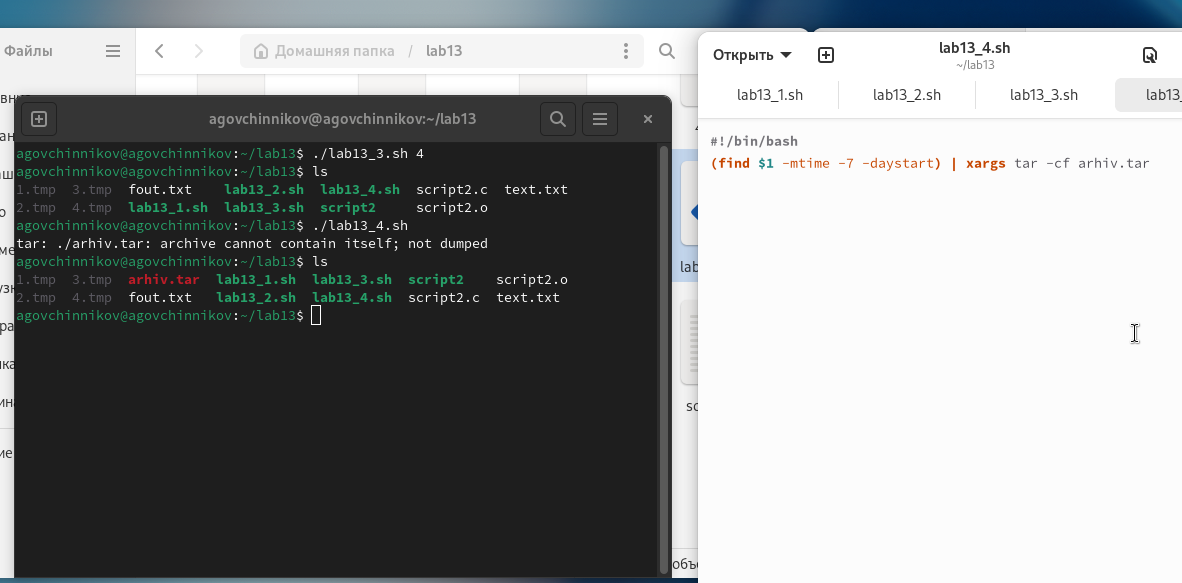 Файлы
Домашняя папка / lab13
agovchinnikov@agovchinnikov:~/lab13
agovchinnikov@agovchinnikov:~/lab13$ ./lab13_3.sh 4
agovchinnikov@agovchinnikov:~/lab13$ ls
1.tmp 3.tmp fout.txt lab13_2.sh lab13_4.sh script2.c text.txt
2.tmp 4.tmp lab13_1.sh lab13_3.sh script2 script2.o
agovchinnikov@agovchinnikov:~/lab13$ ./lab13_4.sh
tar: ./arhiv.tar: archive cannot contain itself; not dumped
agovchinnikov@agovchinnikov:~/lab13$ ls
1.tmp 3.tmp arhiv.tar lab13_1.sh lab13_3.sh script2 script2.o
2.tmp 4.tmp fout.txt lab13_2.sh lab13_4.sh script2.c text.txt
agovchinnikov@agovchinnikov:~/lab13$
Открыть
lab13_4.sh
~/lab13
lab13_1.sh lab13_2.sh lab13_3.sh lab13_
#!/bin/bash
(find $1 -mtime -7 -daystart) | xargs tar -cf arhiv.tar
lab